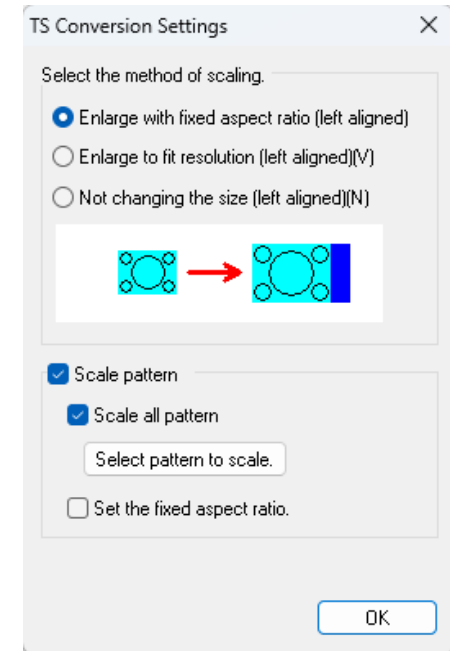 TS Conversion Settings
Select the method of scaling.
Enlarge with fixed aspect ratio (left aligned)
Enlarge to fit resolution (left aligned)(V)
Not changing the size (left aligned)(N)
Scale pattern
Scale all pattern
Select pattern to scale.
Set the fixed aspect ratio.
OK